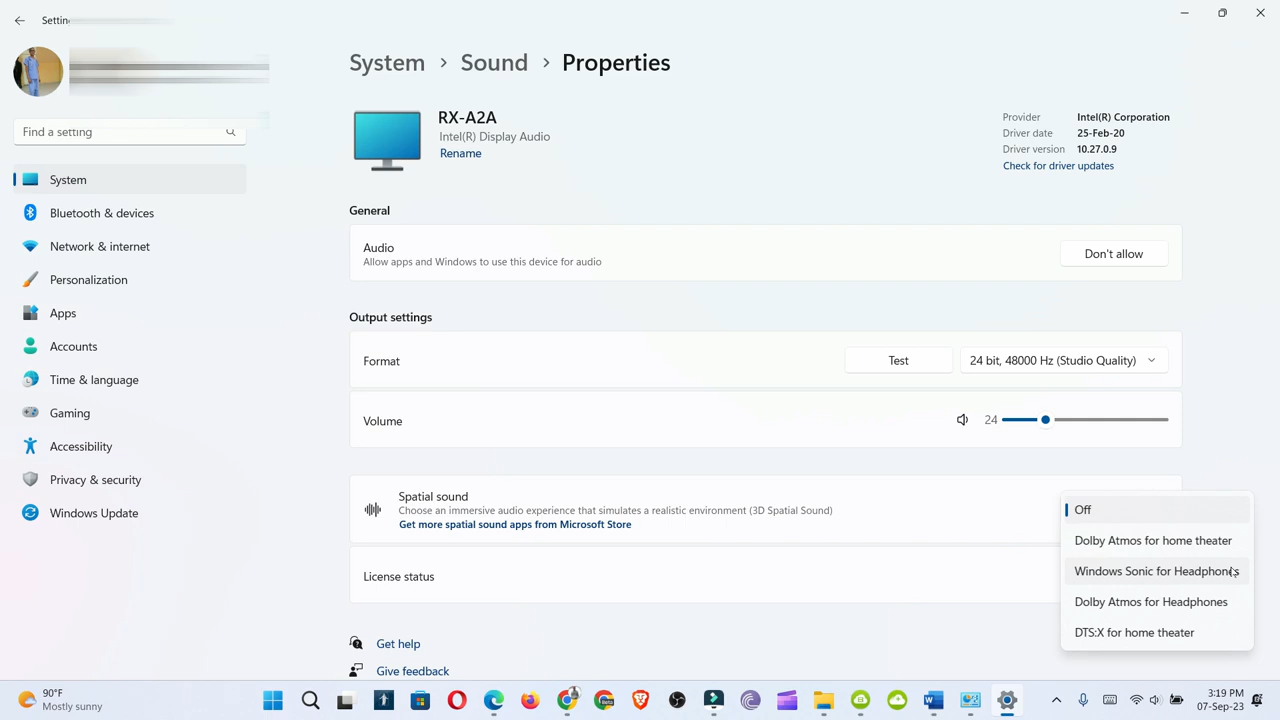 Settin
System > Sound > Properties
RX-A2A
Intel(R) Display Audio
Rename
Provider Intel(R) Corporation
Driver date 25-Feb-20
Driver version 10.27.0.9
Check for driver updates
Find a setting
System
Bluetooth & devices
Network & internet
Personalization
Apps
Accounts
Time & language
Gaming
Accessibility
Privacy & security
Windows Update
General
Audio
Allow apps and Windows to use this device for audio
Don't allow
Output settings
Format
Test
24 bit, 48000 Hz (Studio Quality)
Volume
24
Spatial sound
Choose an immersive audio experience that simulates a realistic environment (3D Spatial Sound)
Get more spatial sound apps from Microsoft Store
License status
Off
Dolby Atmos for home theater
Windows Sonic for Headphones
Dolby Atmos for Headphones
DTS:X for home theater
Get help
Give feedback
90°F
Mostly sunny
Beta
3:19 PM
07-Sep-23